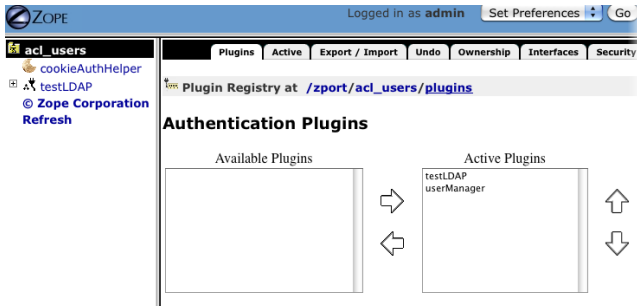 ZOPE
Logged in as admin
Set Preferences
Go
acl_users
cookieAuthHelper
testLDAP
© Zope Corporation
Refresh
Plugins
Active
Export / Import
Undo
Ownership
Interfaces
Security
Plugin Registry at /zport/acl_users/plugins
Authentication Plugins
Available Plugins
Active Plugins
testLDAP
userManager